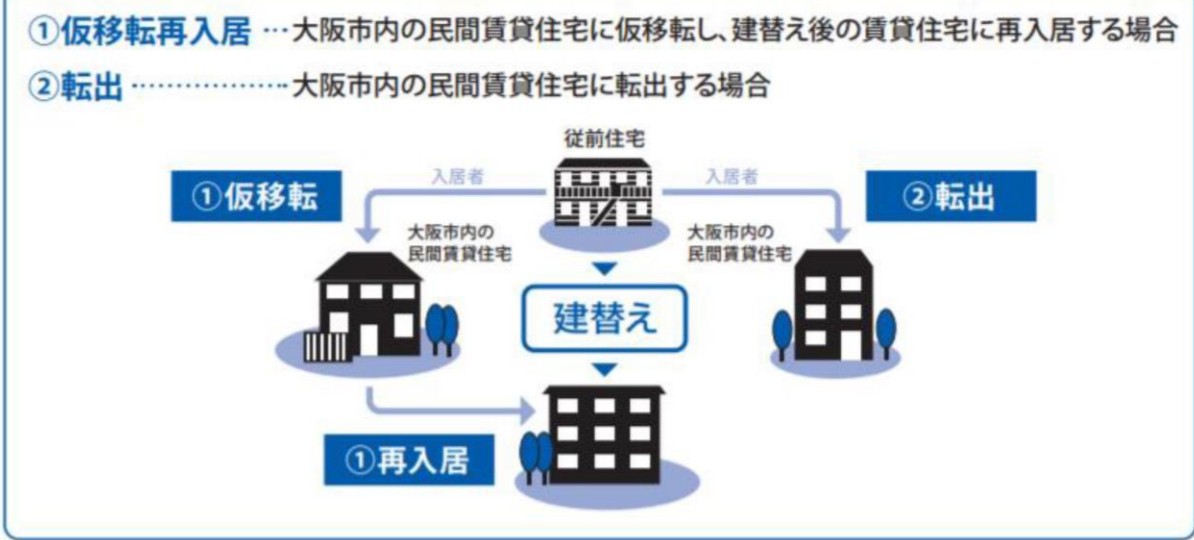 ①仮移転再入居 …大阪市内の民間賃貸住宅に仮移転し、建替え後の賃貸住宅に再入居する場合
②転出 ………………大阪市内の民間賃貸住宅に転出する場合
従前住宅
①仮移転
入居者
入居者
②転出
大阪市内の
民間賃貸住宅
大阪市内の
民間賃貸住宅
建替え
①再入居